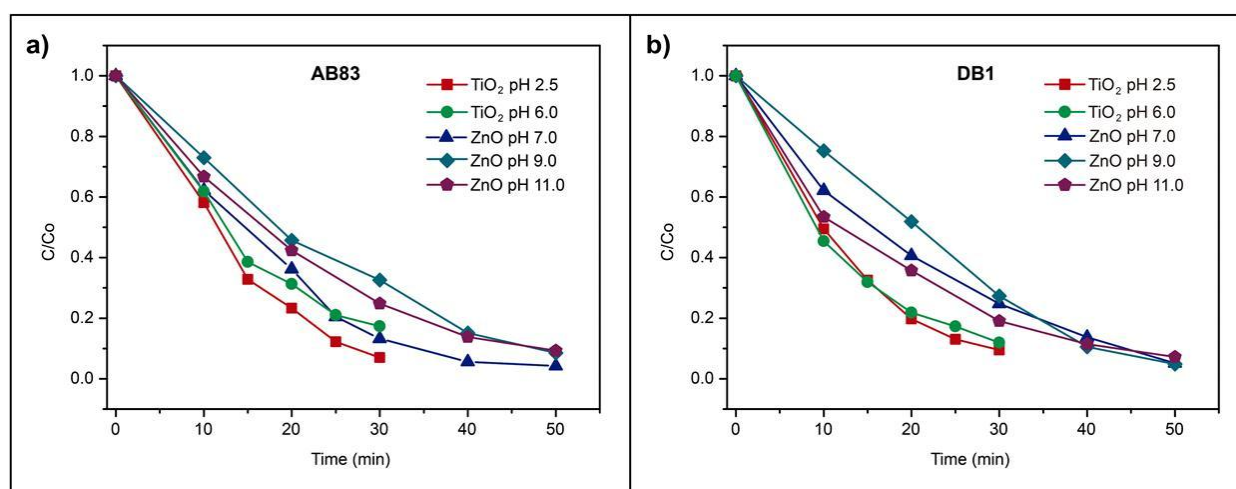 a)
AB83
TiO₂ pH 2.5
TiO₂ pH 6.0
ZnO pH 7.0
ZnO pH 9.0
ZnO pH 11.0
1.0
0.8
0.6
0.4
0.2
0.0
C/Co
0 10 20 30 40 50
Time (min)
b)
DB1
TiO₂ pH 2.5
TiO₂ pH 6.0
ZnO pH 7.0
ZnO pH 9.0
ZnO pH 11.0
1.0
0.8
0.6
0.4
0.2
0.0
C/Co
0 10 20 30 40 50
Time (min)